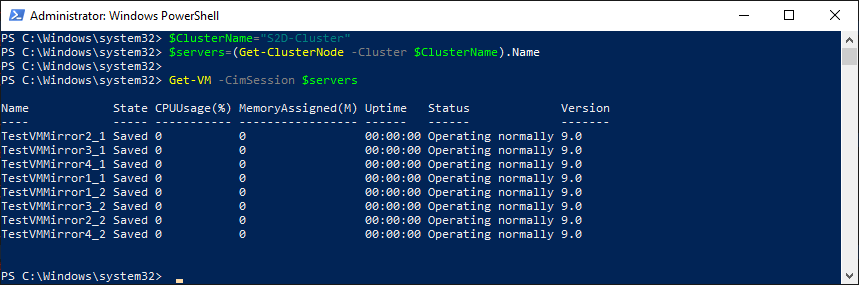 Administrator: Windows PowerShell
PS C:\Windows\system32> $ClusterName="S2D-Cluster"
PS C:\Windows\system32> $servers=(Get-ClusterNode -Cluster $ClusterName).Name
PS C:\Windows\system32>
PS C:\Windows\system32> Get-VM -CimSession $servers
Name State CPUUsage(%) MemoryAssigned(M) Uptime Status Version
---- ----- ----------- ----------------- ------ ------ -------
TestVMMirror2_1 Saved 0 0 00:00:00 Operating normally 9.0
TestVMMirror3_1 Saved 0 0 00:00:00 Operating normally 9.0
TestVMMirror4_1 Saved 0 0 00:00:00 Operating normally 9.0
TestVMMirror1_1 Saved 0 0 00:00:00 Operating normally 9.0
TestVMMirror1_2 Saved 0 0 00:00:00 Operating normally 9.0
TestVMMirror3_2 Saved 0 0 00:00:00 Operating normally 9.0
TestVMMirror2_2 Saved 0 0 00:00:00 Operating normally 9.0
TestVMMirror4_2 Saved 0 0 00:00:00 Operating normally 9.0
PS C:\Windows\system32>